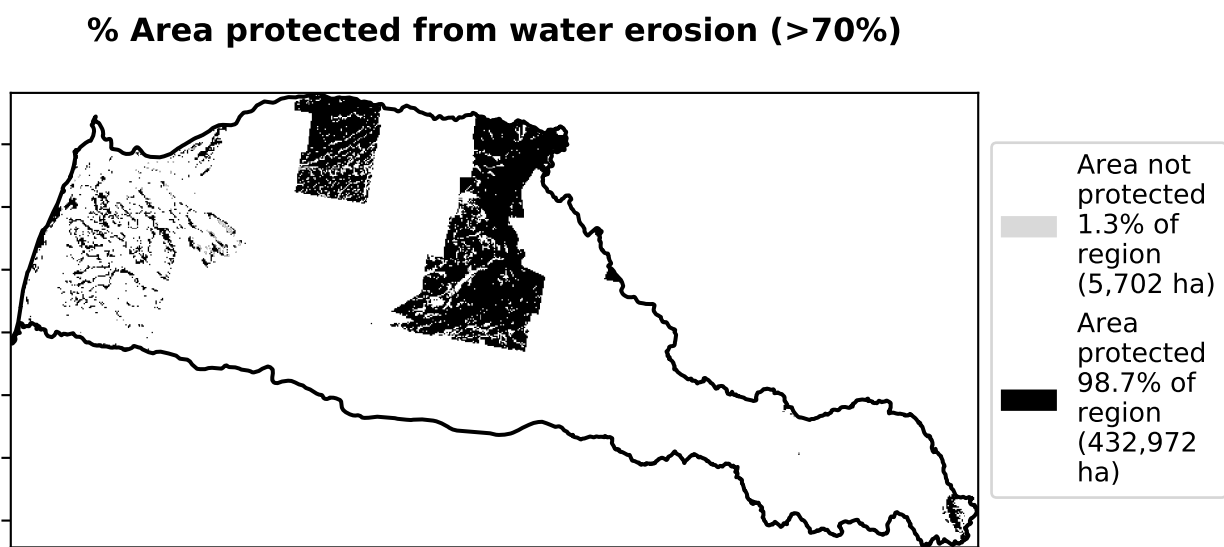 % Area protected from water erosion (>70%)
Area not
protected
1.3% of
region
(5,702 ha)
Area
protected
98.7% of
region
(432,972
ha)